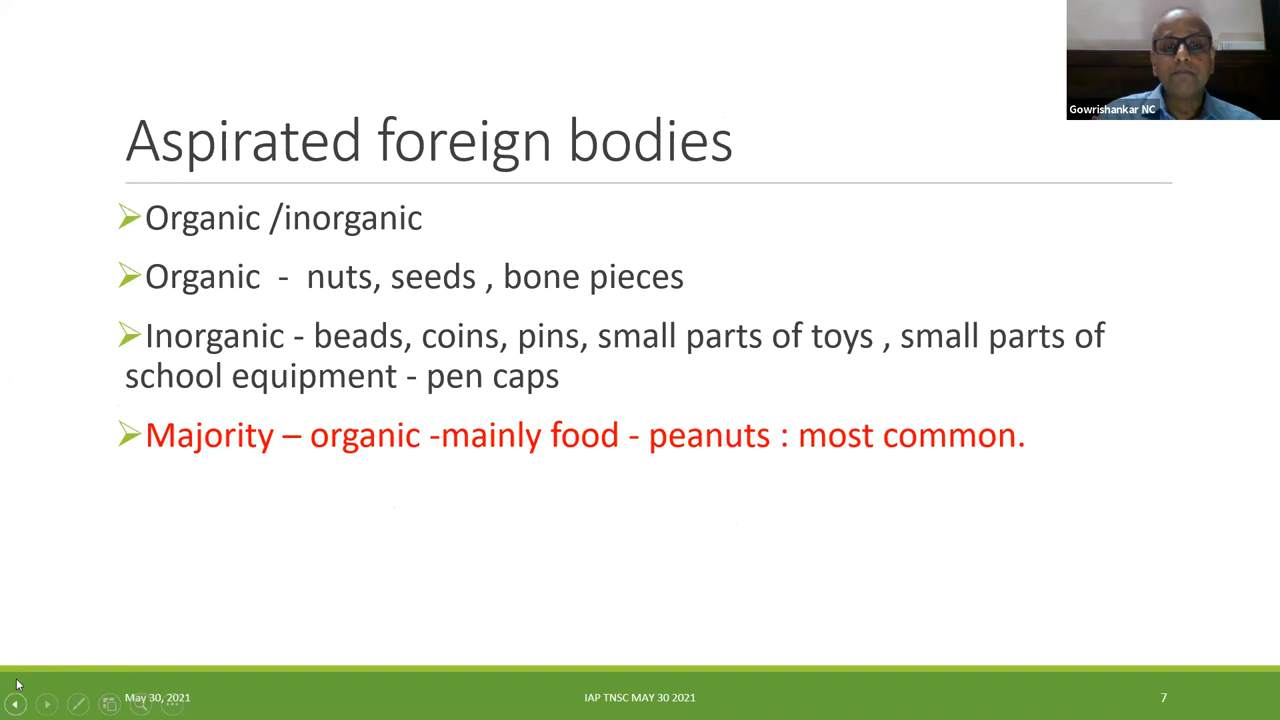 Gowrishankar NC
Aspirated foreign bodies
Organic /inorganic
Organic - nuts, seeds , bone pieces
Inorganic - beads, coins, pins, small parts of toys , small parts of
school equipment - pen caps
Majority – organic -mainly food - peanuts : most common.
May 30, 2021
IAP TNSC MAY 30 2021
7